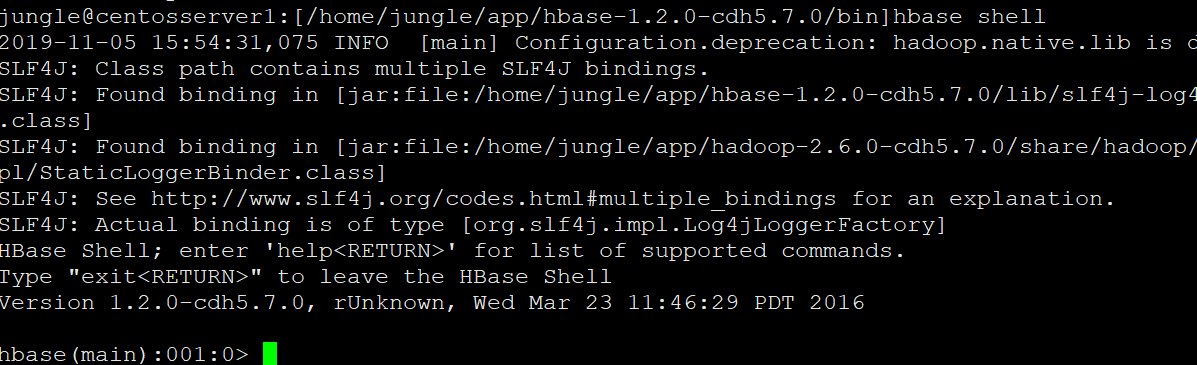 jungle@centosserver1:[/home/jungle/app/hbase-1.2.0-cdh5.7.0/bin]hbase shell
2019-11-05 15:54:31,075 INFO  [main] Configuration.deprecation: hadoop.native.lib is d
SLF4J: Class path contains multiple SLF4J bindings.
SLF4J: Found binding in [jar:file:/home/jungle/app/hbase-1.2.0-cdh5.7.0/lib/slf4j-log4
.class]
SLF4J: Found binding in [jar:file:/home/jungle/app/hadoop-2.6.0-cdh5.7.0/share/hadoop/
pl/StaticLoggerBinder.class]
SLF4J: See http://www.slf4j.org/codes.html#multiple_bindings for an explanation.
SLF4J: Actual binding is of type [org.slf4j.impl.Log4jLoggerFactory]
HBase Shell; enter 'help<RETURN>' for list of supported commands.
Type "exit<RETURN>" to leave the HBase Shell
Version 1.2.0-cdh5.7.0, rUnknown, Wed Mar 23 11:46:29 PDT 2016
hbase(main):001:0>